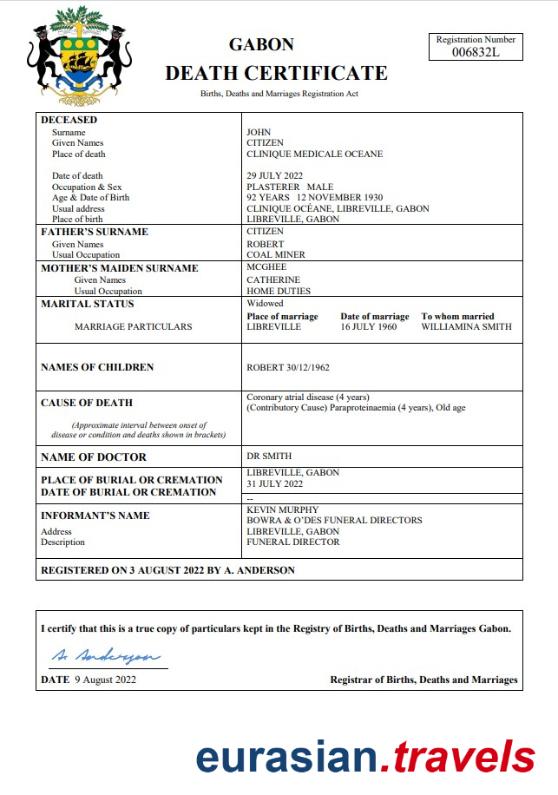 GABON
DEATH CERTIFICATE
Births, Deaths and Marriages Registration Act
Registration Number
006832L
DECEASED
Surname JOHN
Given Names CITIZEN
Place of death CLINIQUE MEDICALE OCEANE
Date of death 29 JULY 2022
Occupation & Sex PLASTERER MALE
Age & Date of Birth 92 YEARS 12 NOVEMBER 1930
Usual address CLINIQUE OCÉANE, LIBREVILLE, GABON
Place of birth LIBREVILLE, GABON
FATHER'S SURNAME CITIZEN
Given Names ROBERT
Usual Occupation COAL MINER
MOTHER'S MAIDEN SURNAME MCGHEE
Given Names CATHERINE
Usual Occupation HOME DUTIES
MARITAL STATUS Widowed
Place of marriage Date of marriage To whom married
MARRIAGE PARTICULARS LIBREVILLE 16 JULY 1960 WILLIAMINA SMITH
NAMES OF CHILDREN ROBERT 30/12/1962
CAUSE OF DEATH Coronary atrial disease (4 years)
(Contributory Cause) Paraproteinaemia (4 years), Old age
(Approximate interval between onset of
disease or condition and deaths shown in brackets)
NAME OF DOCTOR DR SMITH
PLACE OF BURIAL OR CREMATION LIBREVILLE, GABON
DATE OF BURIAL OR CREMATION 31 JULY 2022
--
INFORMANT'S NAME KEVIN MURPHY
BOWRA & O'DES FUNERAL DIRECTORS
Address LIBREVILLE, GABON
Description FUNERAL DIRECTOR
REGISTERED ON 3 AUGUST 2022 BY A. ANDERSON
I certify that this is a true copy of particulars kept in the Registry of Births, Deaths and Marriages Gabon.
A. Anderson
DATE 9 August 2022 Registrar of Births, Deaths and Marriages
eurasian.travels